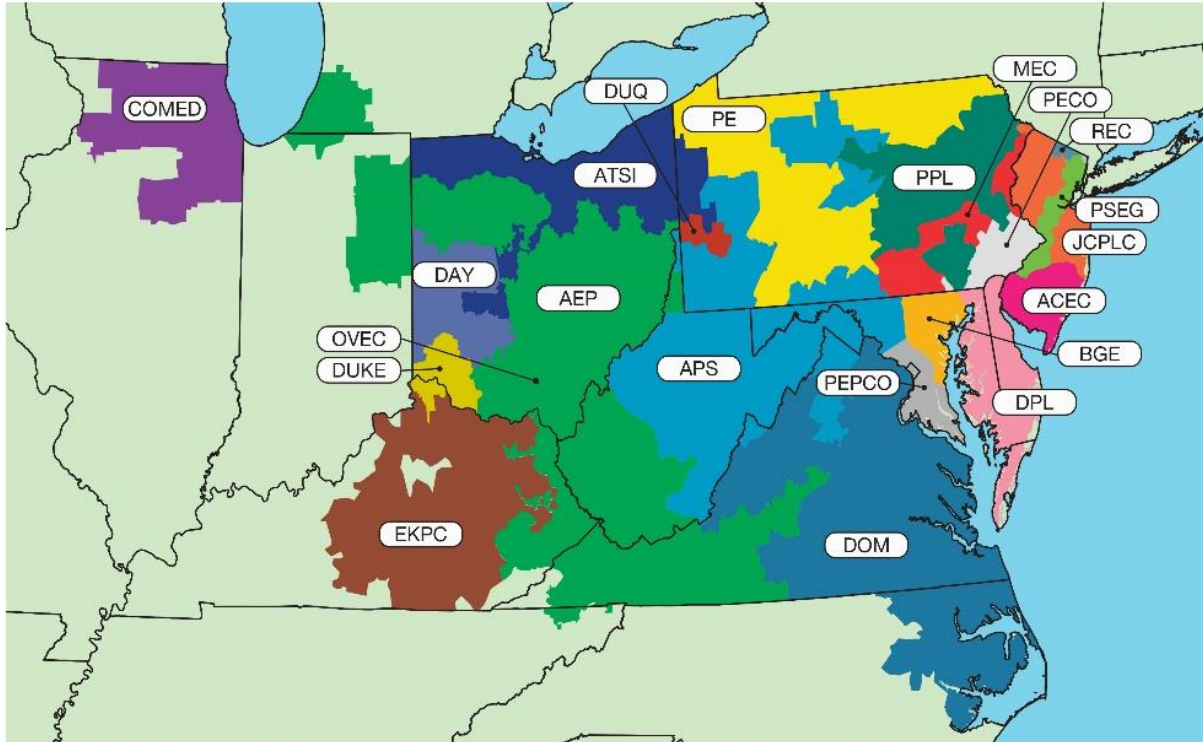 MEC
DUQ
PECO
COMED
PE
REC
ATSI
PPL
PSEG
JCPLC
DAY
AEP
ACEC
OVEC
BGE
DUKE
APS
PEPCO
DPL
EKPC
DOM